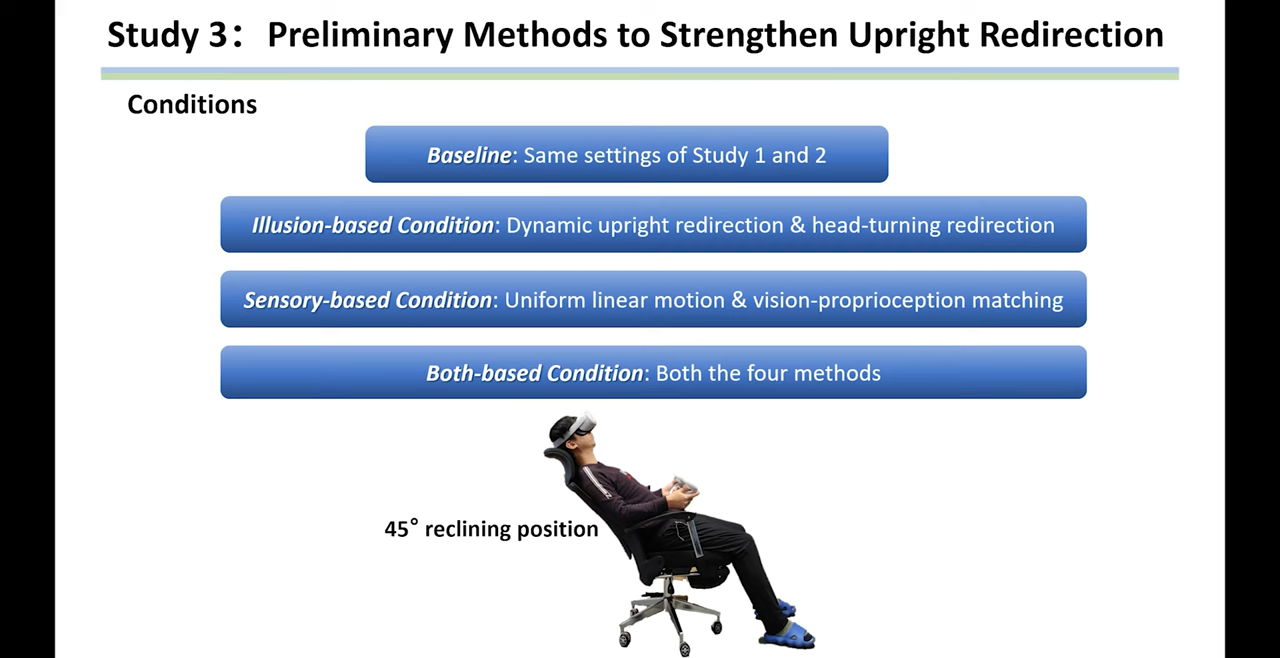 Study 3： Preliminary Methods to Strengthen Upright Redirection
Conditions
Baseline: Same settings of Study 1 and 2
Illusion-based Condition: Dynamic upright redirection & head-turning redirection
Sensory-based Condition: Uniform linear motion & vision-proprioception matching
Both-based Condition: Both the four methods
45° reclining position